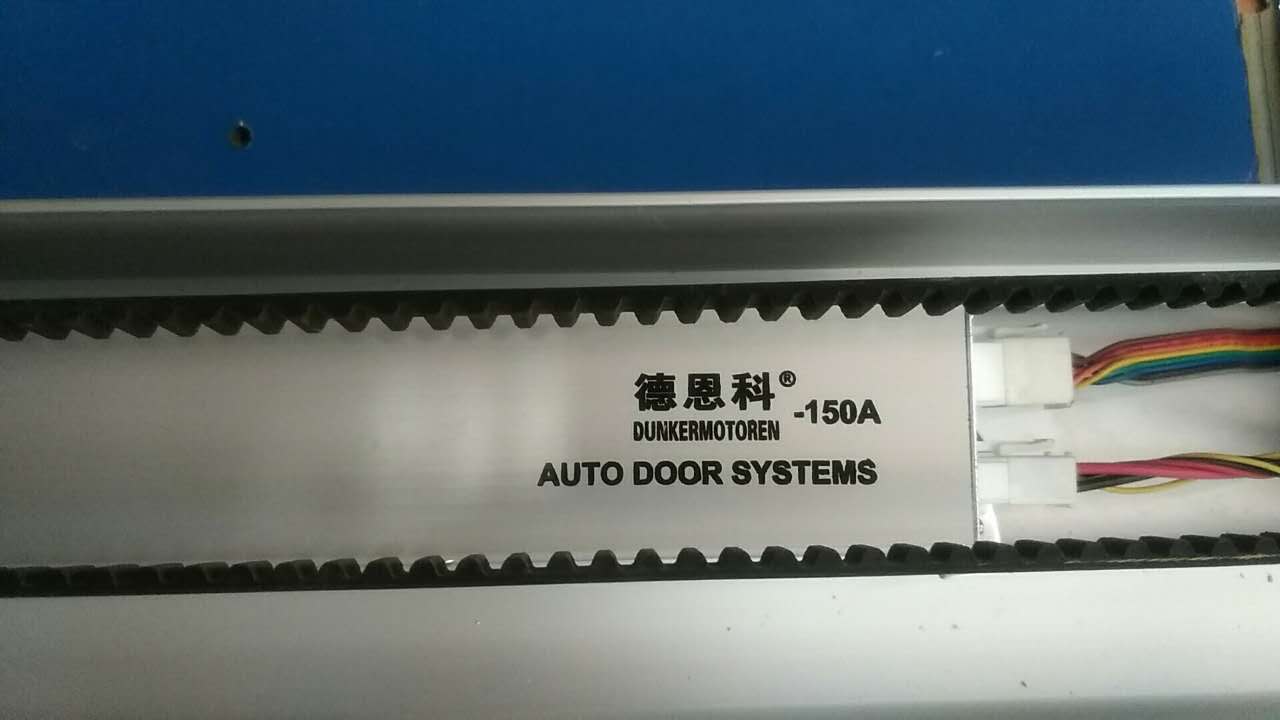 德恩科® -150A
DUNKERMOTOREN
AUTO DOOR SYSTEMS